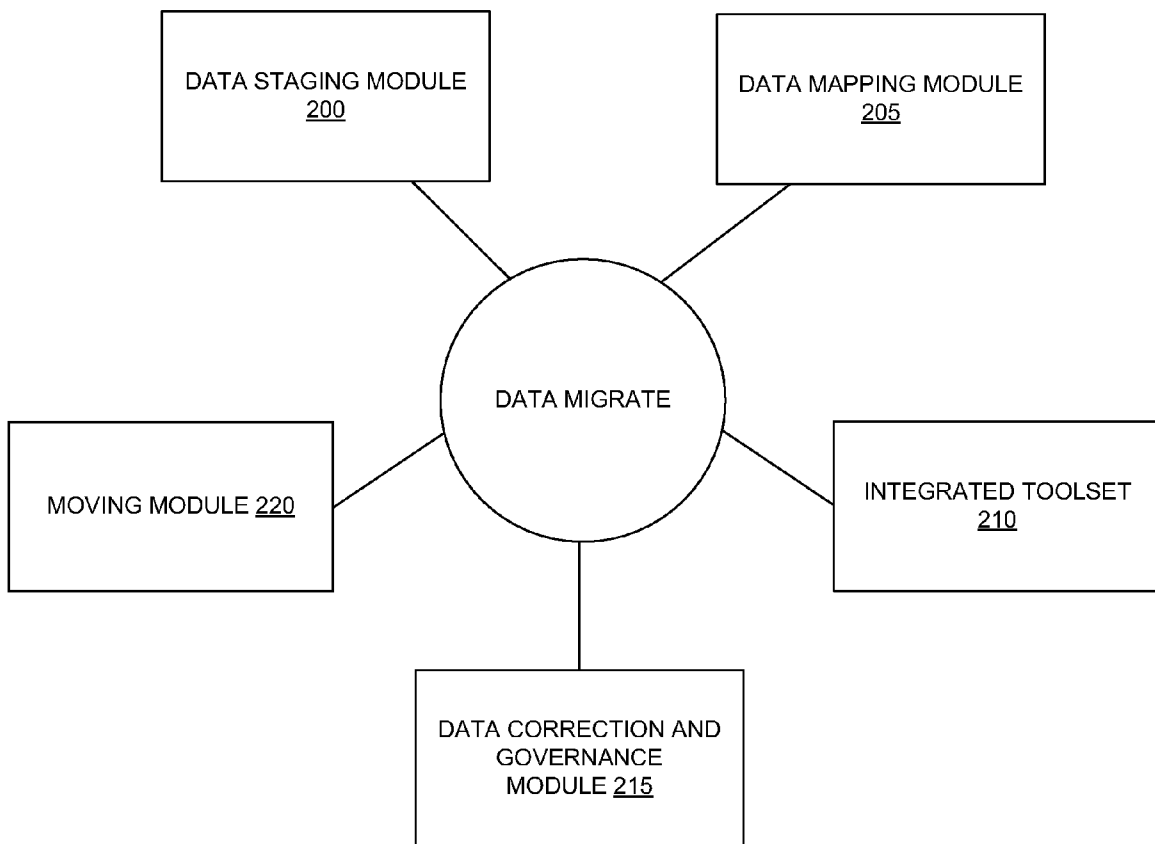 DATA STAGING MODULE
200
DATA MAPPING MODULE
205
DATA MIGRATE
MOVING MODULE 220
INTEGRATED TOOLSET
210
DATA CORRECTION AND
GOVERNANCE
MODULE 215